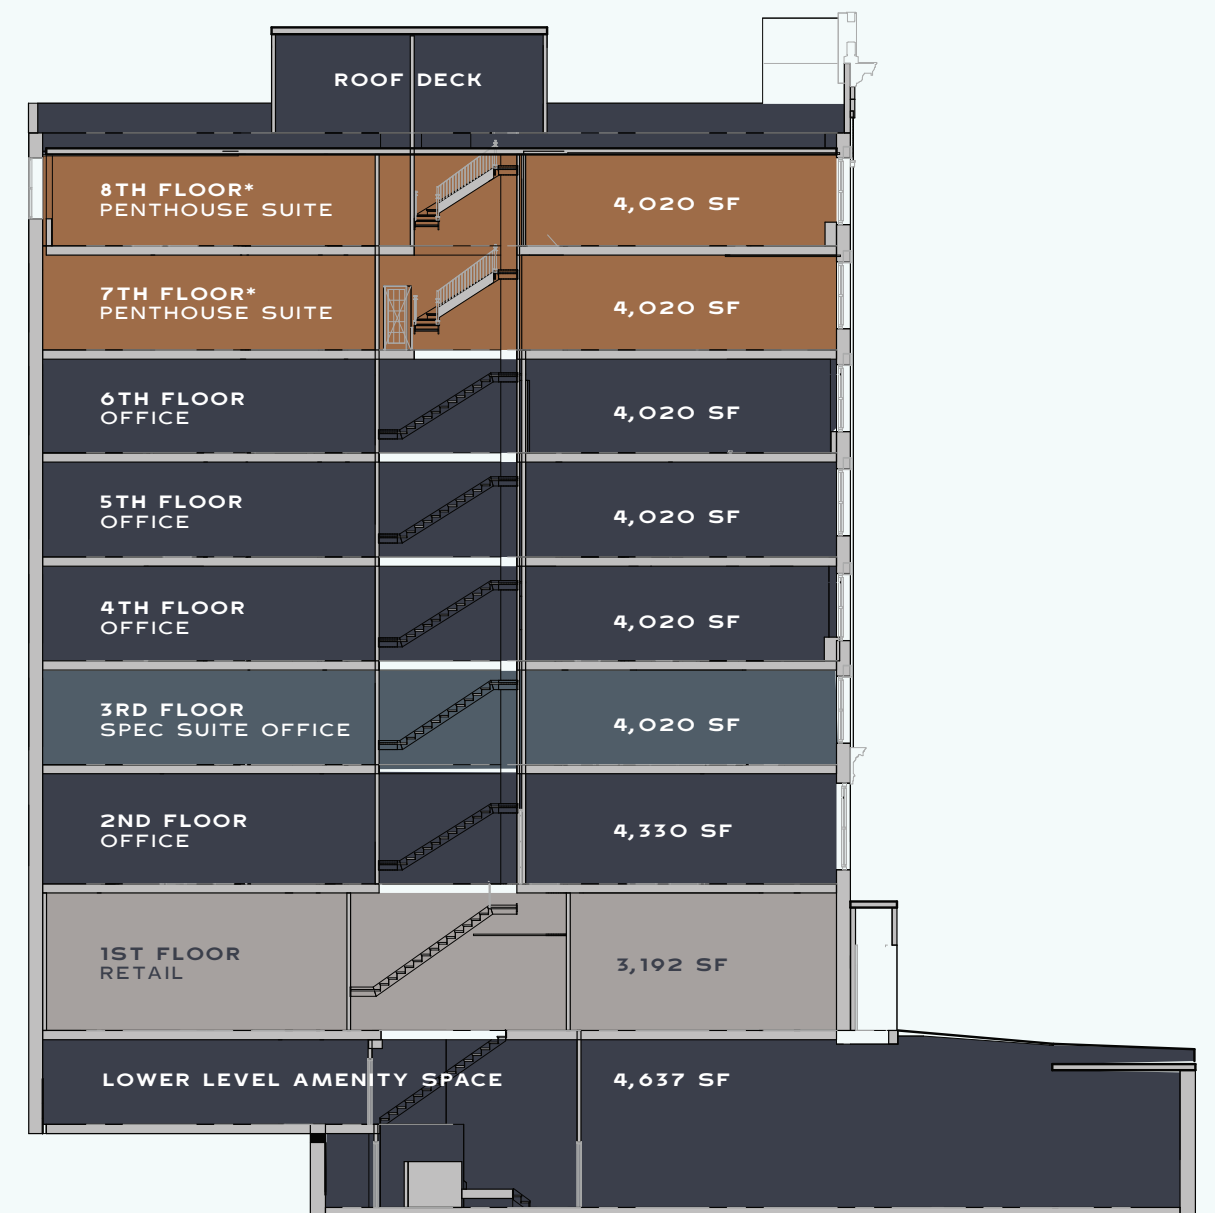 ROOF DECK
8TH FLOOR*
PENTHOUSE SUITE
4,020 SF
7TH FLOOR*
PENTHOUSE SUITE
4,020 SF
6TH FLOOR
OFFICE
4,020 SF
5TH FLOOR
OFFICE
4,020 SF
4TH FLOOR
OFFICE
4,020 SF
3RD FLOOR
SPEC SUITE OFFICE
4,020 SF
2ND FLOOR
OFFICE
4,330 SF
1ST FLOOR
RETAIL
3,192 SF
LOWER LEVEL AMENITY SPACE
4,637 SF